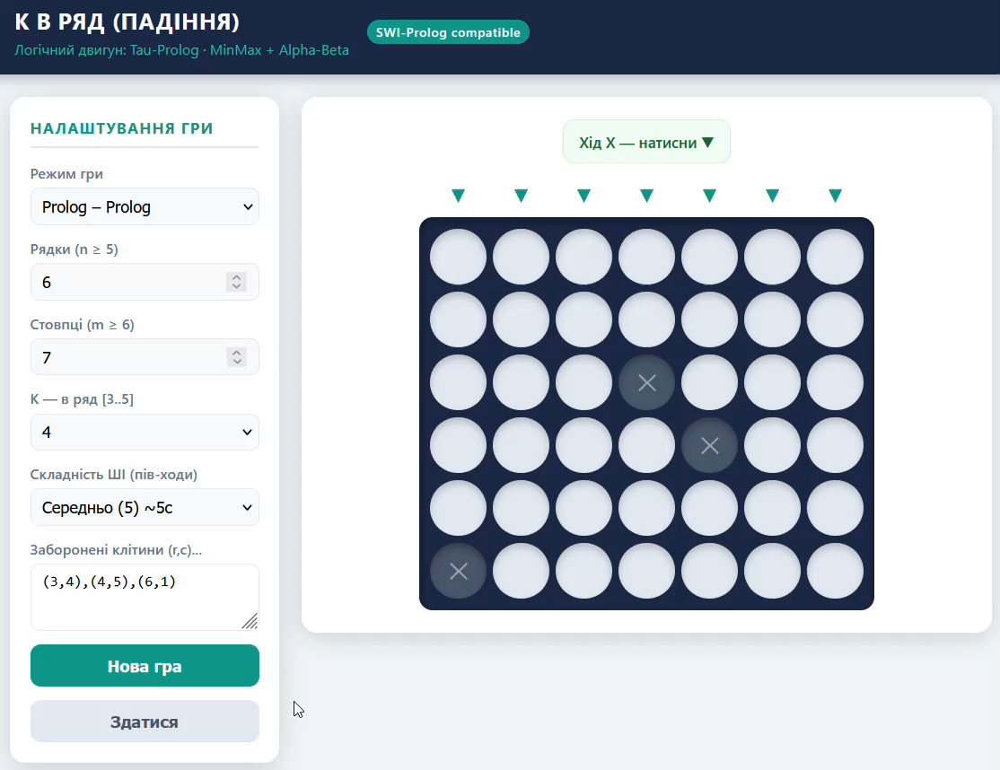 К В РЯД (ПАДІННЯ)
Логічний двигун: Tau-Prolog · MinMax + Alpha-Beta
SWI-Prolog compatible
НАЛАШТУВАННЯ ГРИ
Режим гри
Prolog – Prolog
Рядки (n ≥ 5)
6
Стовпці (m ≥ 6)
7
К — в ряд [3..5]
4
Складність ШІ (пів-ходи)
Середньо (5) ~5с
Заборонені клітини (r,c)...
(3,4),(4,5),(6,1)
Нова гра
Здатися
Хід X — натисни ▼
▼ ▼ ▼ ▼ ▼ ▼ ▼
×
×
×